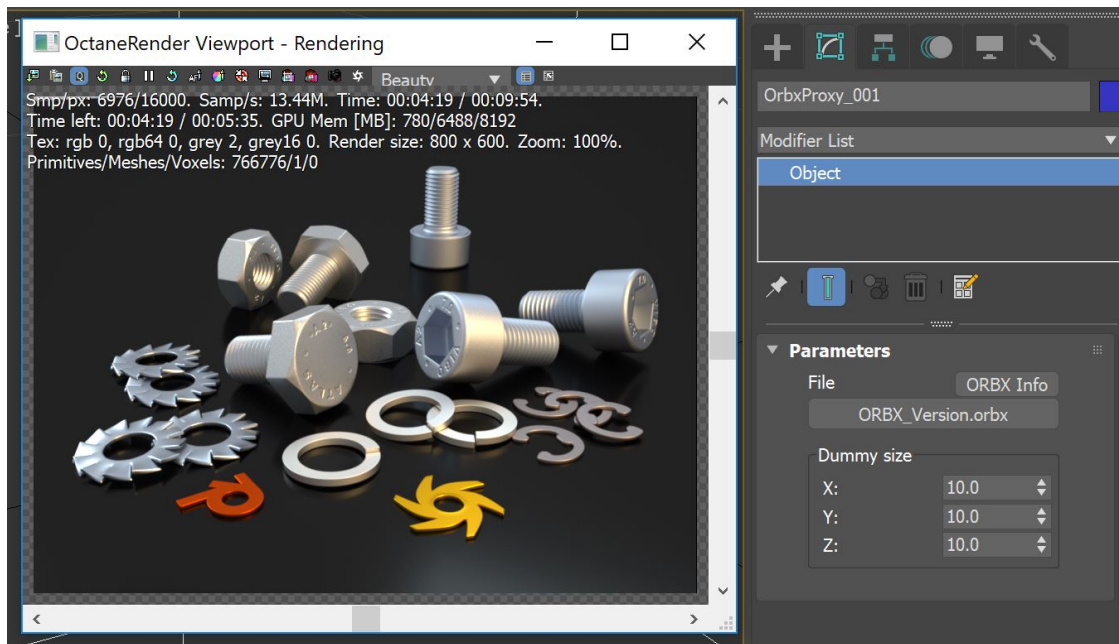 OctaneRender Viewport - Rendering
Beauty
Smp/px: 6976/16000. Samp/s: 13.44M. Time: 00:04:19 / 00:09:54.
Time left: 00:04:19 / 00:05:35. GPU Mem [MB]: 780/6488/8192
Tex: rgb 0, rgb64 0, grey 2, grey16 0. Render size: 800 x 600. Zoom: 100%.
Primitives/Meshes/Voxels: 766776/1/0
ATLAS
OrbxProxy_001
Modifier List
Object
Parameters
File
ORBX Info
ORBX_Version.orbx
Dummy size
X: 10.0
Y: 10.0
Z: 10.0